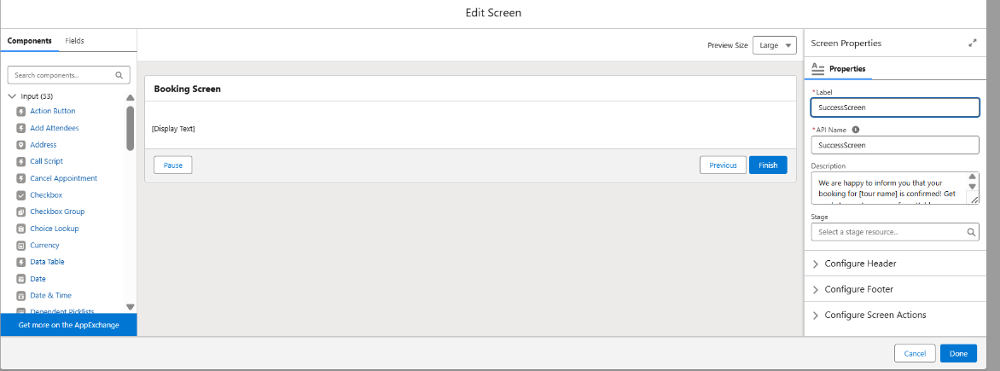 Edit Screen
Components
Fields
Search components...
Input (53)
Action Button
Add Attendees
Address
Call Script
Cancel Appointment
Checkbox
Checkbox Group
Choice Lookup
Currency
Data Table
Date
Date & Time
Dependent Picklists
Get more on the AppExchange
Preview Size
Large
Booking Screen
[Display Text]
Pause
Previous
Finish
Screen Properties
Properties
* Label
SuccessScreen
* API Name
SuccessScreen
Description
We are happy to inform you that your
booking for [tour name] is confirmed! Get
Stage
Select a stage resource...
Configure Header
Configure Footer
Configure Screen Actions
Cancel
Done